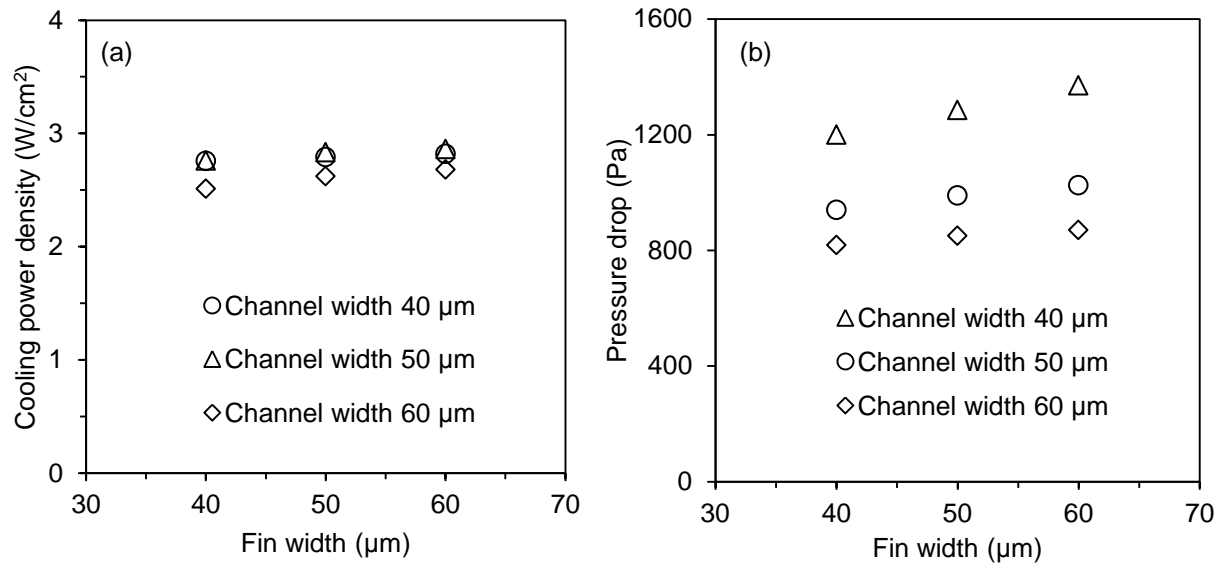 (a)
Cooling power density (W/cm²)
4
3
2
1
0
Channel width 40 μm
Channel width 50 μm
Channel width 60 μm
30 40 50 60 70
Fin width (μm)
(b)
Pressure drop (Pa)
1600
1200
800
400
0
Channel width 40 μm
Channel width 50 μm
Channel width 60 μm
30 40 50 60 70
Fin width (μm)